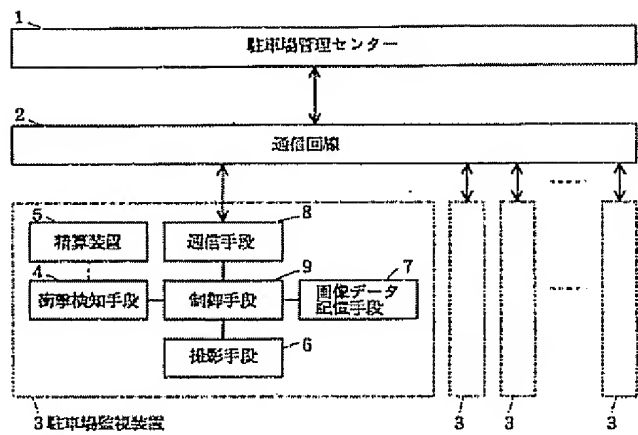 1
駐車場管理センター
2
通信回線
5
精算装置
8
通信手段
4
衝撃検知手段
9
制御手段
7
画像データ
記憶手段
撮影手段
6
3 駐車場監視装置
3
3
3